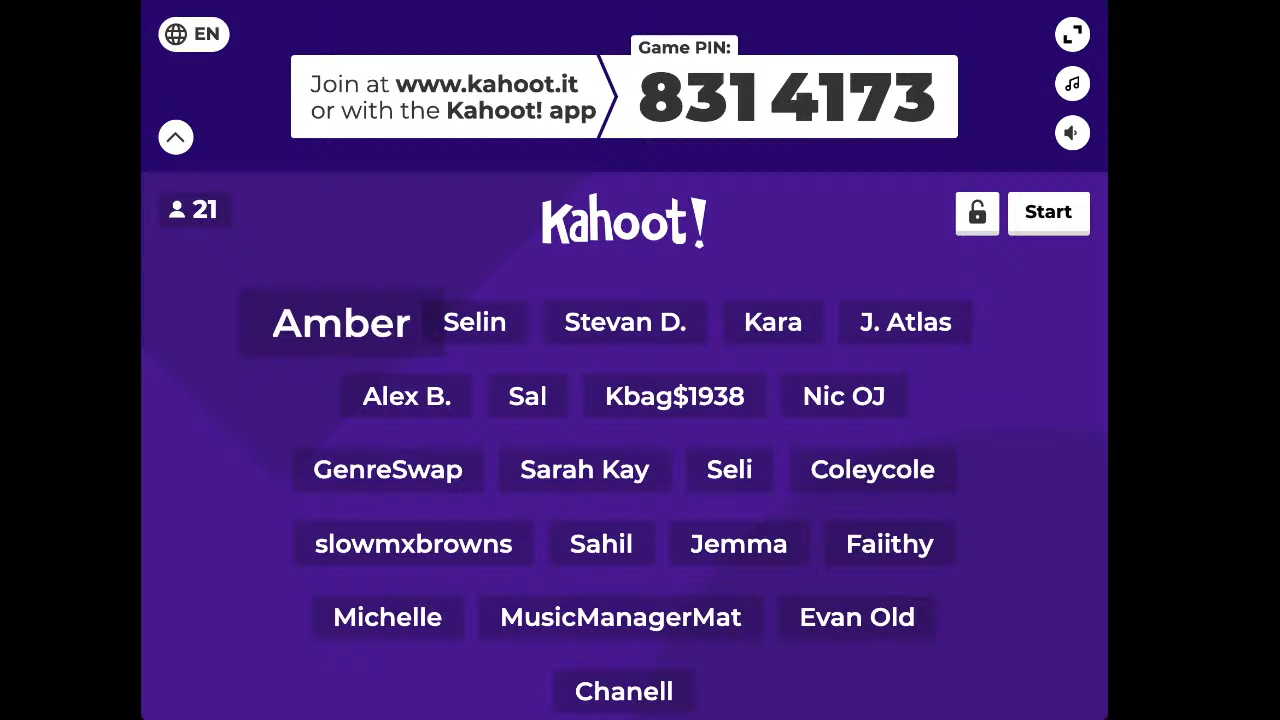 EN
Game PIN:
Join at www.kahoot.it
or with the Kahoot! app
831 4173
21
Kahoot!
Start
Amber Selin Stevan D. Kara J. Atlas
Alex B. Sal Kbag$1938 Nic OJ
GenreSwap Sarah Kay Seli Coleycole
slowmxbrowns Sahil Jemma Faiithy
Michelle MusicManagerMat Evan Old
Chanell